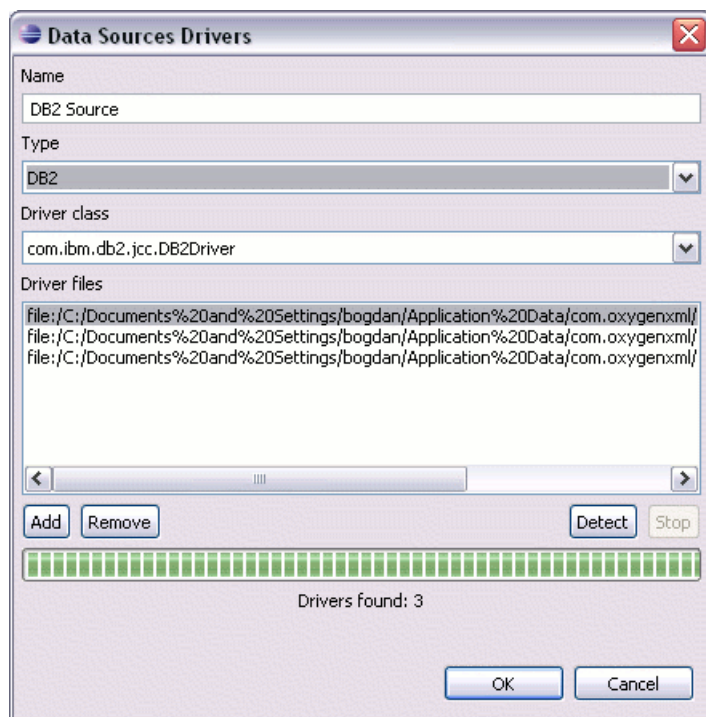 Data Sources Drivers
Name
DB2 Source
Type
DB2
Driver class
com.ibm.db2.jcc.DB2Driver
Driver files
file:/C:/Documents%20and%20Settings/bogdan/Application%20Data/com.oxygenxml/
file:/C:/Documents%20and%20Settings/bogdan/Application%20Data/com.oxygenxml/
file:/C:/Documents%20and%20Settings/bogdan/Application%20Data/com.oxygenxml/
Add Remove Detect Stop
Drivers found: 3
OK Cancel